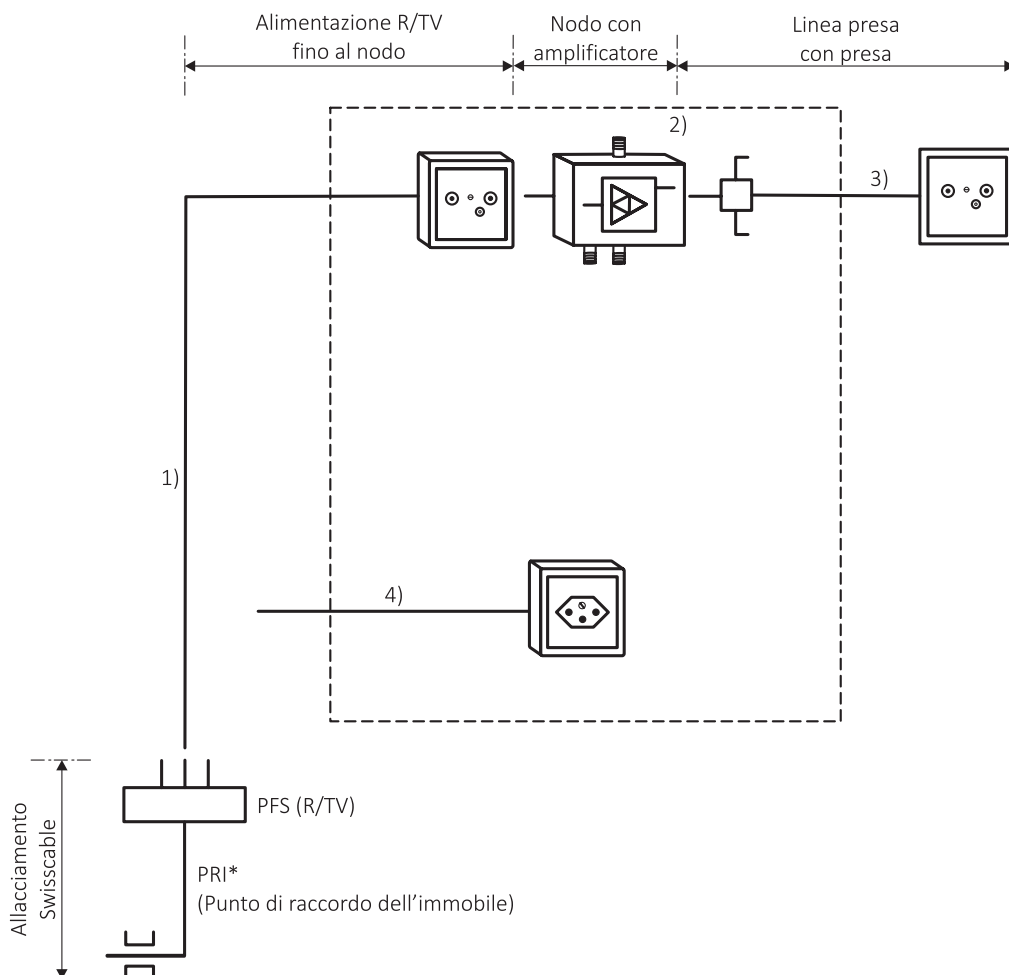 Alimentazione R/TV
fino al nodo
Nodo con
amplificatore
Linea presa
con presa
2)
3)
1)
4)
PFS (R/TV)
PRI*
(Punto di raccordo dell'immobile)
Allacciamento
Swisscable